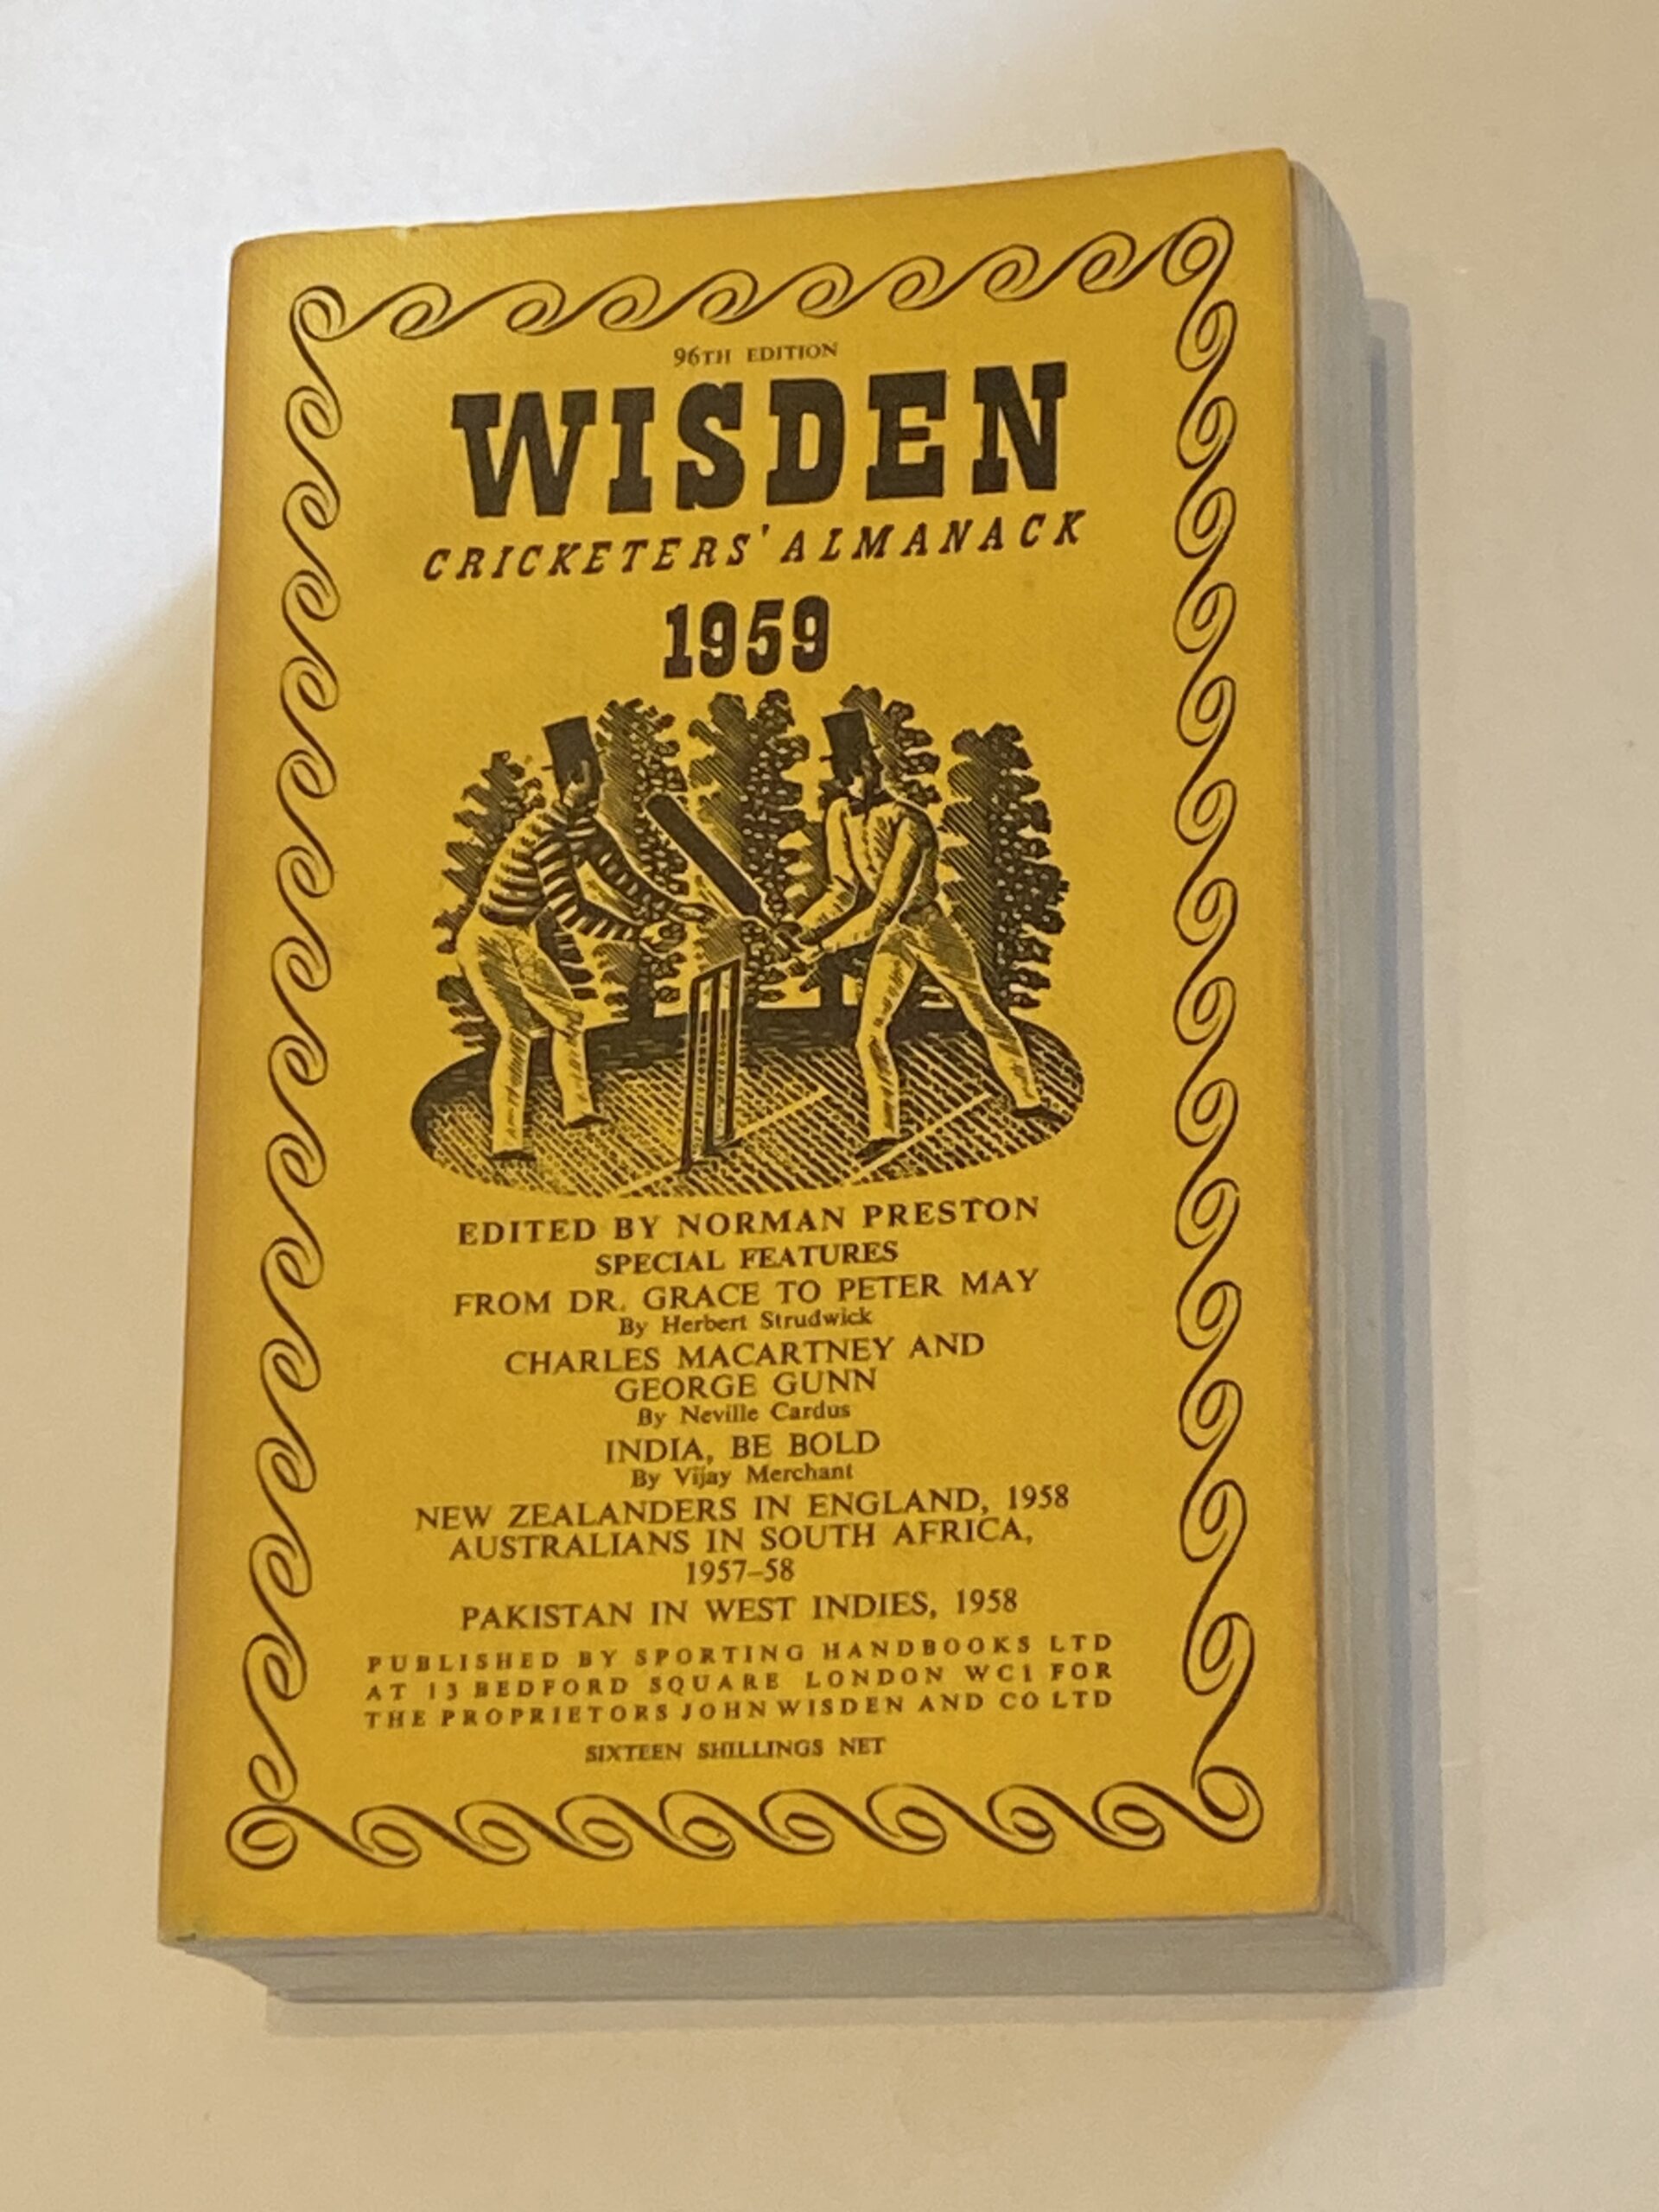 96TH EDITION
WISDEN
CRICKETERS' ALMANACK
1959
EDITED BY NORMAN PRESTON
SPECIAL FEATURES
FROM DR. GRACE TO PETER MAY
By Herbert Strudwick
CHARLES MACARTNEY AND
GEORGE GUNN
By Neville Cardus
INDIA, BE BOLD
By Vijay Merchant
NEW ZEALANDERS IN ENGLAND, 1958
AUSTRALIANS IN SOUTH AFRICA,
1957–58
PAKISTAN IN WEST INDIES, 1958
PUBLISHED BY SPORTING HANDBOOKS LTD
AT 13 BEDFORD SQUARE LONDON WC1 FOR
THE PROPRIETORS JOHN WISDEN AND CO LTD
SIXTEEN SHILLINGS NET